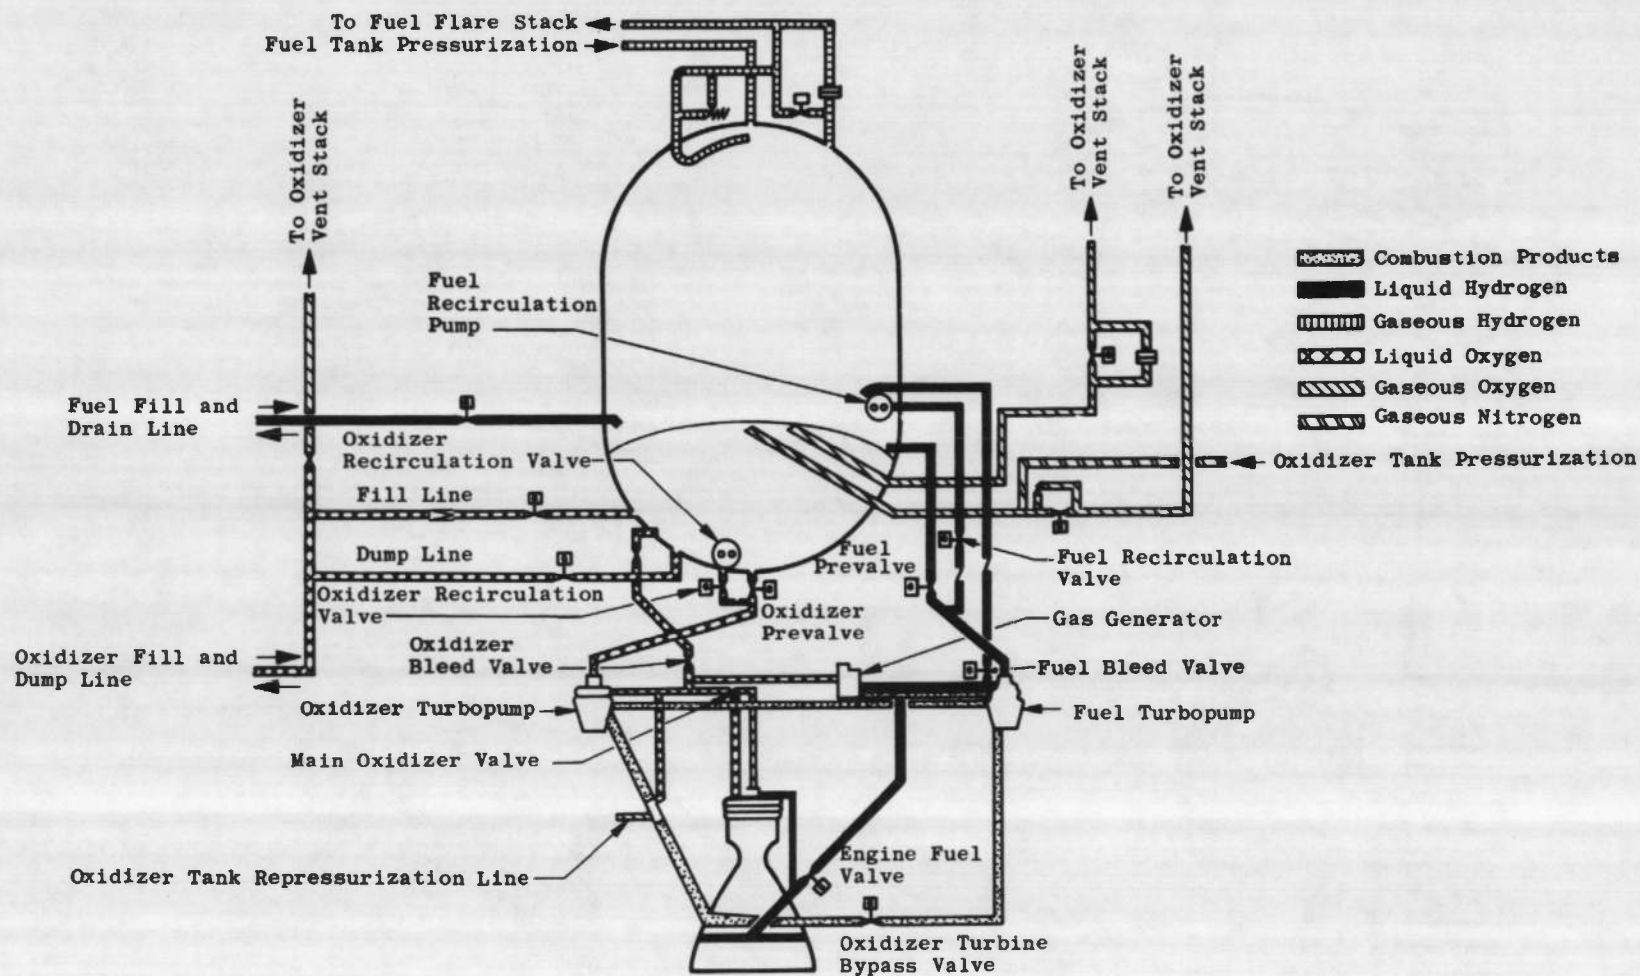 To Fuel Flare Stack
Fuel Tank Pressurization
To Oxidizer
Vent Stack
To Oxidizer
Vent Stack
To Oxidizer
Vent Stack
Combustion Products
Liquid Hydrogen
Gaseous Hydrogen
Liquid Oxygen
Gaseous Oxygen
Gaseous Nitrogen
Fuel
Recirculation
Pump
Fuel Fill and
Drain Line
Oxidizer
Recirculation Valve
Oxidizer Tank Pressurization
Fill Line
Dump Line
Fuel
Prevalve
Fuel Recirculation
Valve
Oxidizer Recirculation
Valve
Oxidizer
Prevalve
Gas Generator
Oxidizer Fill and
Dump Line
Oxidizer
Bleed Valve
Fuel Bleed Valve
Oxidizer Turbopump
Fuel Turbopump
Main Oxidizer Valve
Engine Fuel
Valve
Oxidizer Tank Repressurization Line
Oxidizer Turbine
Bypass Valve